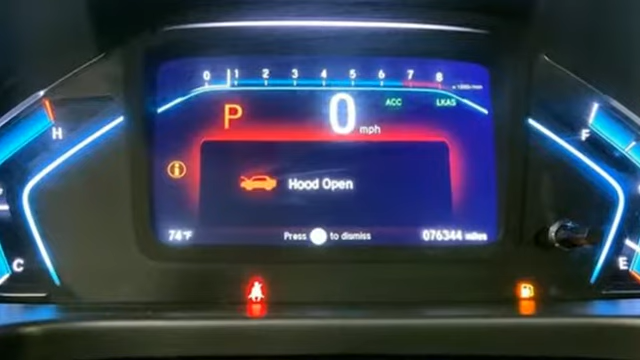 0 1 2 3 4 5 6 7 8 x 1000r/min
P 0 mph ACC LKAS
H
F
Hood Open
74°F Press to dismiss 076344 miles
C
E